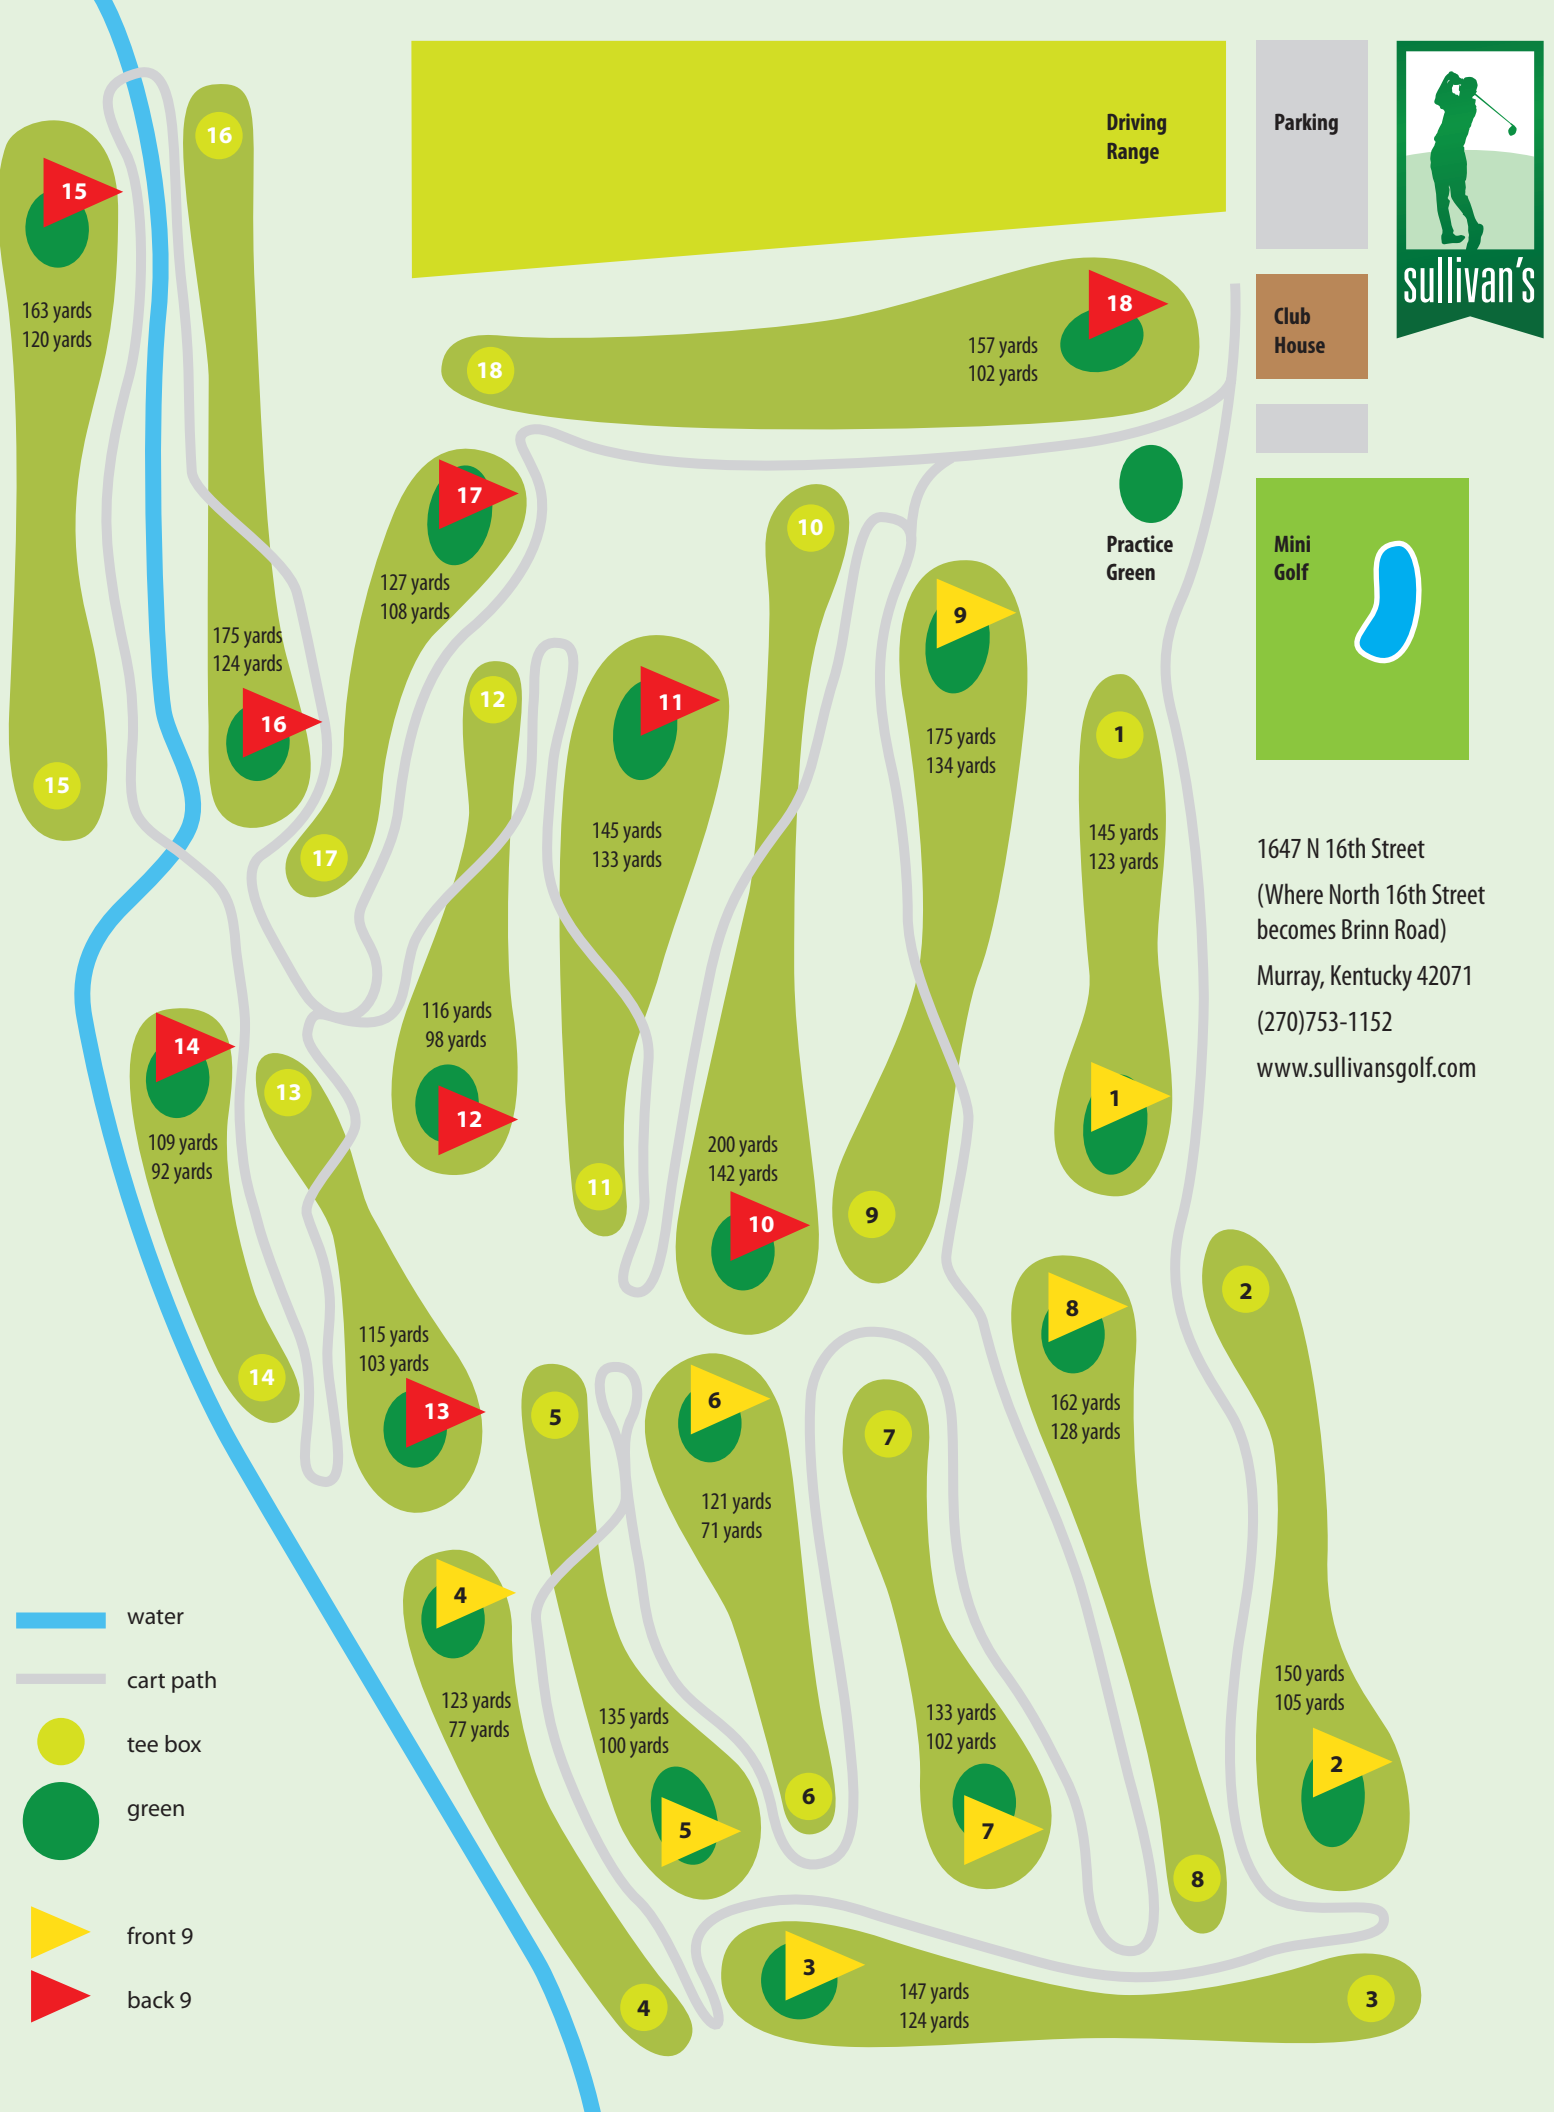 Driving
Range
Parking
sullivan's
Club
House
Practice
Green
Mini
Golf
1647 N 16th Street
(Where North 16th Street
becomes Brinn Road)
Murray, Kentucky 42071
(270)753-1152
www.sullivansgolf.com
16
15
163 yards
120 yards
15
175 yards
124 yards
16
18
157 yards
102 yards
18
17
127 yards
108 yards
17
12
116 yards
98 yards
12
11
145 yards
133 yards
11
10
200 yards
142 yards
10
9
175 yards
134 yards
9
1
145 yards
123 yards
1
14
109 yards
92 yards
14
13
115 yards
103 yards
13
8
162 yards
128 yards
8
2
150 yards
105 yards
2
5
135 yards
100 yards
5
6
121 yards
71 yards
6
7
133 yards
102 yards
7
4
123 yards
77 yards
4
3
147 yards
124 yards
3
water
cart path
tee box
green
front 9
back 9